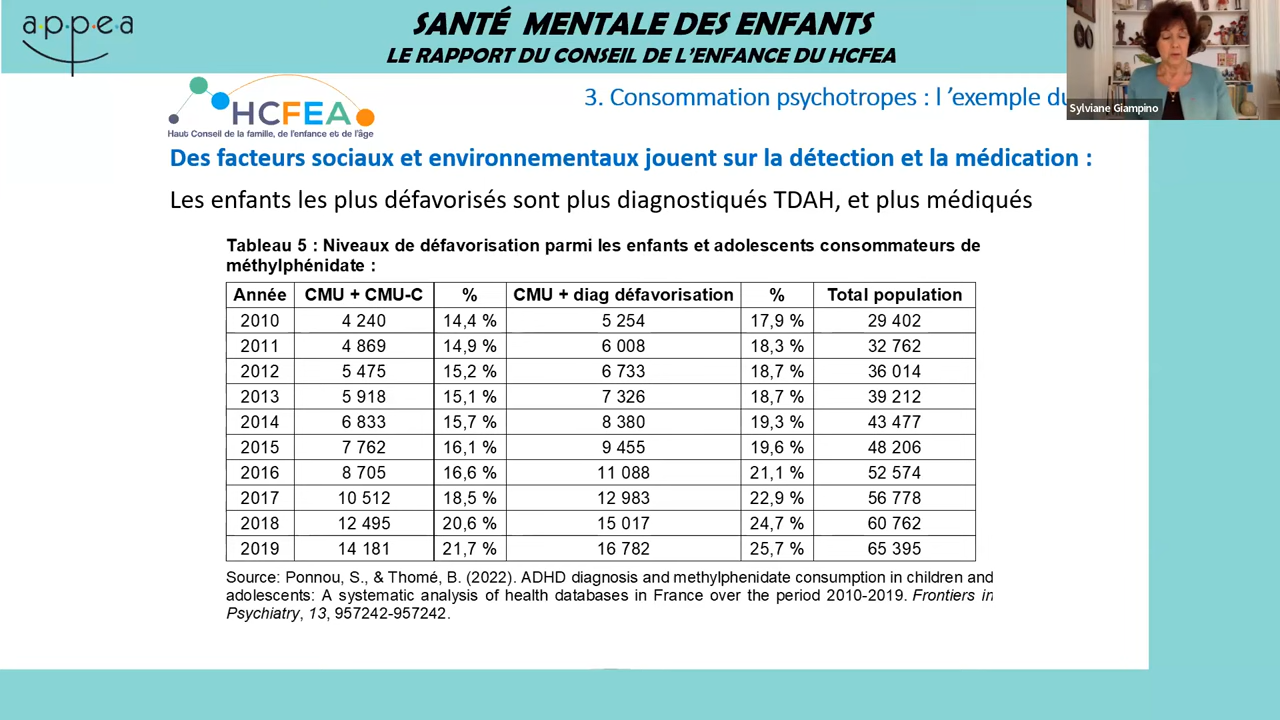 a.p.p.e.a
SANTÉ MENTALE DES ENFANTS
LE RAPPORT DU CONSEIL DE L'ENFANCE DU HCFEA
Sylviane Giampino
HCFEA
Haut Conseil de la famille, de l'enfance et de l'âge
3. Consommation psychotropes : l 'exemple du
Des facteurs sociaux et environnementaux jouent sur la détection et la médication :
Les enfants les plus défavorisés sont plus diagnostiqués TDAH, et plus médiqués
Tableau 5 : Niveaux de défavorisation parmi les enfants et adolescents consommateurs de
méthylphénidate :
Année CMU + CMU-C % CMU + diag défavorisation % Total population
2010 4 240 14,4 % 5 254 17,9 % 29 402
2011 4 869 14,9 % 6 008 18,3 % 32 762
2012 5 475 15,2 % 6 733 18,7 % 36 014
2013 5 918 15,1 % 7 326 18,7 % 39 212
2014 6 833 15,7 % 8 380 19,3 % 43 477
2015 7 762 16,1 % 9 455 19,6 % 48 206
2016 8 705 16,6 % 11 088 21,1 % 52 574
2017 10 512 18,5 % 12 983 22,9 % 56 778
2018 12 495 20,6 % 15 017 24,7 % 60 762
2019 14 181 21,7 % 16 782 25,7 % 65 395
Source: Ponnou, S., & Thomé, B. (2022). ADHD diagnosis and methylphenidate consumption in children and
adolescents: A systematic analysis of health databases in France over the period 2010-2019. Frontiers in
Psychiatry, 13, 957242-957242.